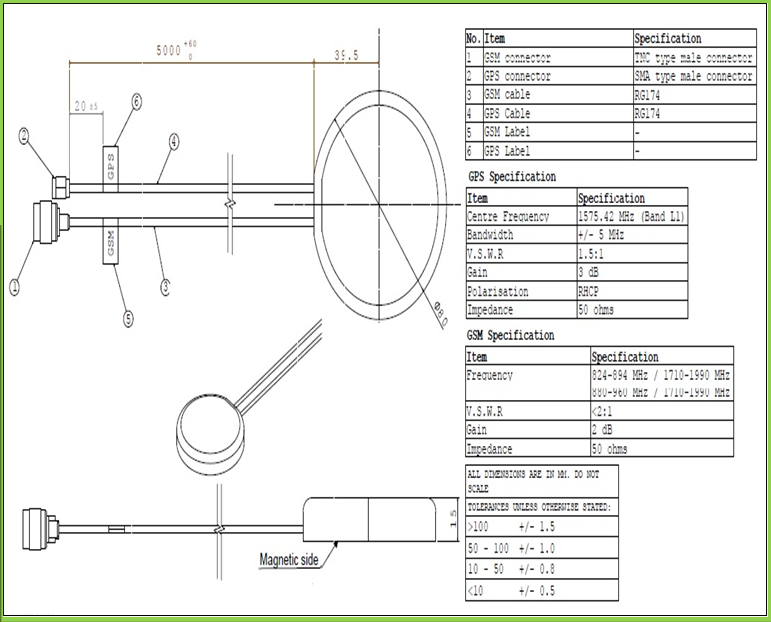 5000 +60 0
39.5
20 ±5
GPS
GSM
2
6
4
1
5
3
Ø80
Magnetic side
15
No. Item Specification
1 GSM connector TNC type male connector
2 GPS connector SMA type male connector
3 GSM cable RG174
4 GPS Cable RG174
5 GSM Label -
6 GPS Label -
GPS Specification
Item Specification
Centre Frequency 1575.42 MHz (Band L1)
Bandwidth +/- 5 MHz
V.S.W.R 1.5:1
Gain 3 dB
Polarisation RHCP
Impedance 50 ohms
GSM Specification
Item Specification
Frequency 824-894 MHz / 1710-1990 MHz
880-960 MHz / 1710-1990 MHz
V.S.W.R <2:1
Gain 2 dB
Impedance 50 ohms
ALL DIMENSIONS ARE IN MM. DO NOT
SCALE
TOLERANCES UNLESS OTHERWISE STATED:
>100 +/- 1.5
50 - 100 +/- 1.0
10 - 50 +/- 0.8
<10 +/- 0.5